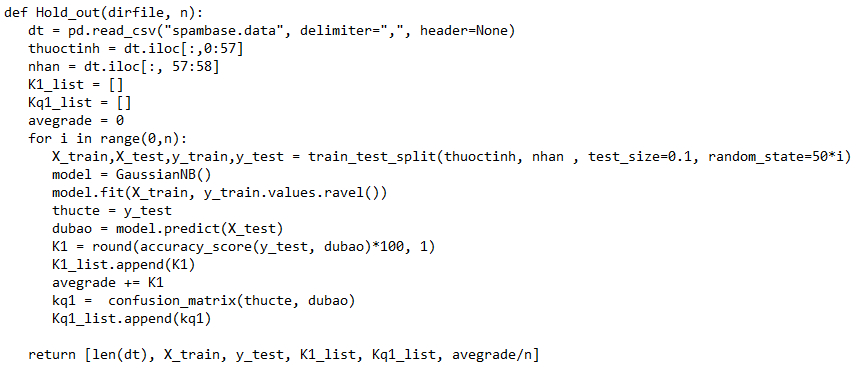 def Hold_out(dirfile, n):
   dt = pd.read_csv("spambase.data", delimiter=",", header=None)
   thuoctinh = dt.iloc[:,0:57]
   nhan = dt.iloc[:, 57:58]
   K1_list = []
   Kq1_list = []
   avegrade = 0
   for i in range(0,n):
      X_train,X_test,y_train,y_test = train_test_split(thuoctinh, nhan , test_size=0.1, random_state=50*i)
      model = GaussianNB()
      model.fit(X_train, y_train.values.ravel())
      thucte = y_test
      dubao = model.predict(X_test)
      K1 = round(accuracy_score(y_test, dubao)*100, 1)
      K1_list.append(K1)
      avegrade += K1
      kq1 =  confusion_matrix(thucte, dubao)
      Kq1_list.append(kq1)

   return [len(dt), X_train, y_test, K1_list, Kq1_list, avegrade/n]